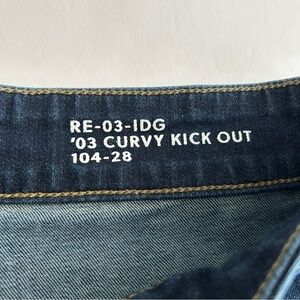 RE-03-IDG
'03 CURVY KICK OUT
104-28